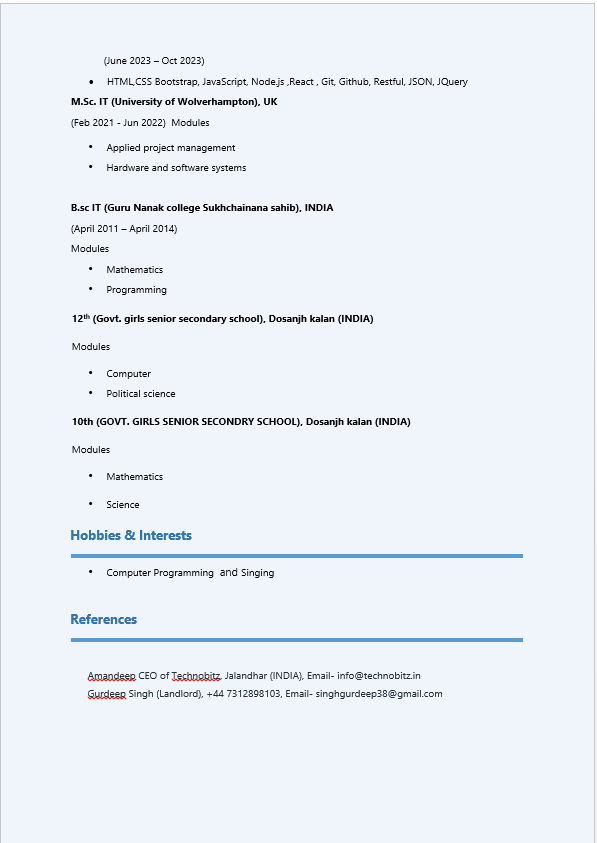 (June 2023 – Oct 2023)
• HTML,CSS Bootstrap, JavaScript, Node.js ,React , Git, Github, Restful, JSON, JQuery
M.Sc. IT (University of Wolverhampton), UK
(Feb 2021 - Jun 2022)  Modules
• Applied project management
• Hardware and software systems
B.sc IT (Guru Nanak college Sukhchainana sahib), INDIA
(April 2011 – April 2014)
Modules
• Mathematics
• Programming
12th (Govt. girls senior secondary school), Dosanjh kalan (INDIA)
Modules
• Computer
• Political science
10th (GOVT. GIRLS SENIOR SECONDRY SCHOOL), Dosanjh kalan (INDIA)
Modules
• Mathematics
• Science
Hobbies & Interests
• Computer Programming  and Singing
References
Amandeep CEO of Technobitz, Jalandhar (INDIA), Email- info@technobitz.in
Gurdeep Singh (Landlord), +44 7312898103, Email- singhgurdeep38@gmail.com